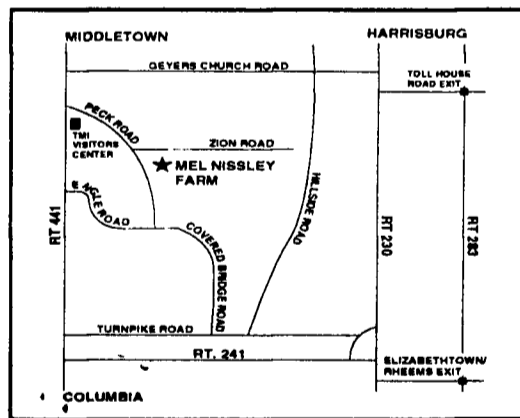 MIDDLETOWN
HARRISBURG
GEYERS CHURCH ROAD
TOLL HOUSE
ROAD EXIT
PECK ROAD
TMI
VISITORS
CENTER
ZION ROAD
MEL NISSLEY
FARM
ENGLE ROAD
RT 441
COVERED BRIDGE ROAD
HILLSIDE ROAD
RT 230
RT 283
TURNPIKE ROAD
RT. 241
ELIZABETHTOWN/
RHEEMS EXIT
COLUMBIA